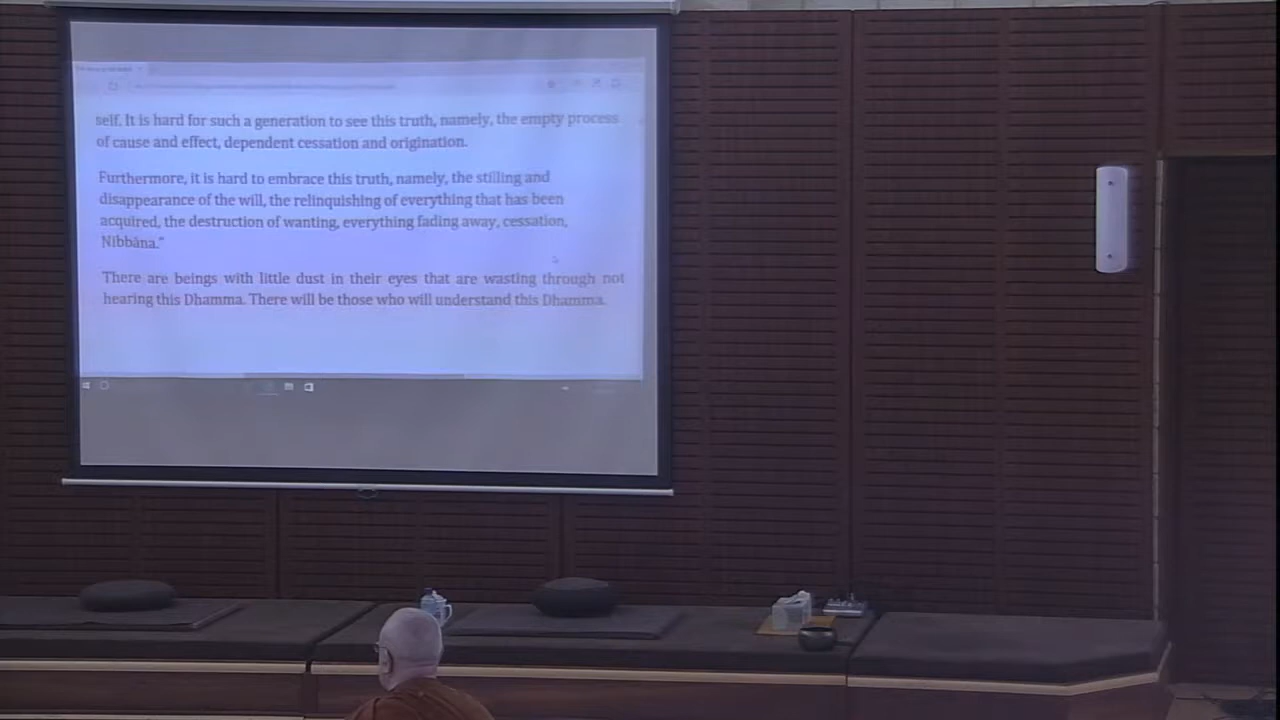 self. It is hard for such a generation to see this truth, namely, the empty process
of cause and effect, dependent cessation and origination.
Furthermore, it is hard to embrace this truth, namely, the stilling and
disappearance of the will, the relinquishing of everything that has been
acquired, the destruction of wanting, everything fading away, cessation,
Nibbāna."
There are beings with little dust in their eyes that are wasting through not
hearing this Dhamma. There will be those who will understand this Dhamma.